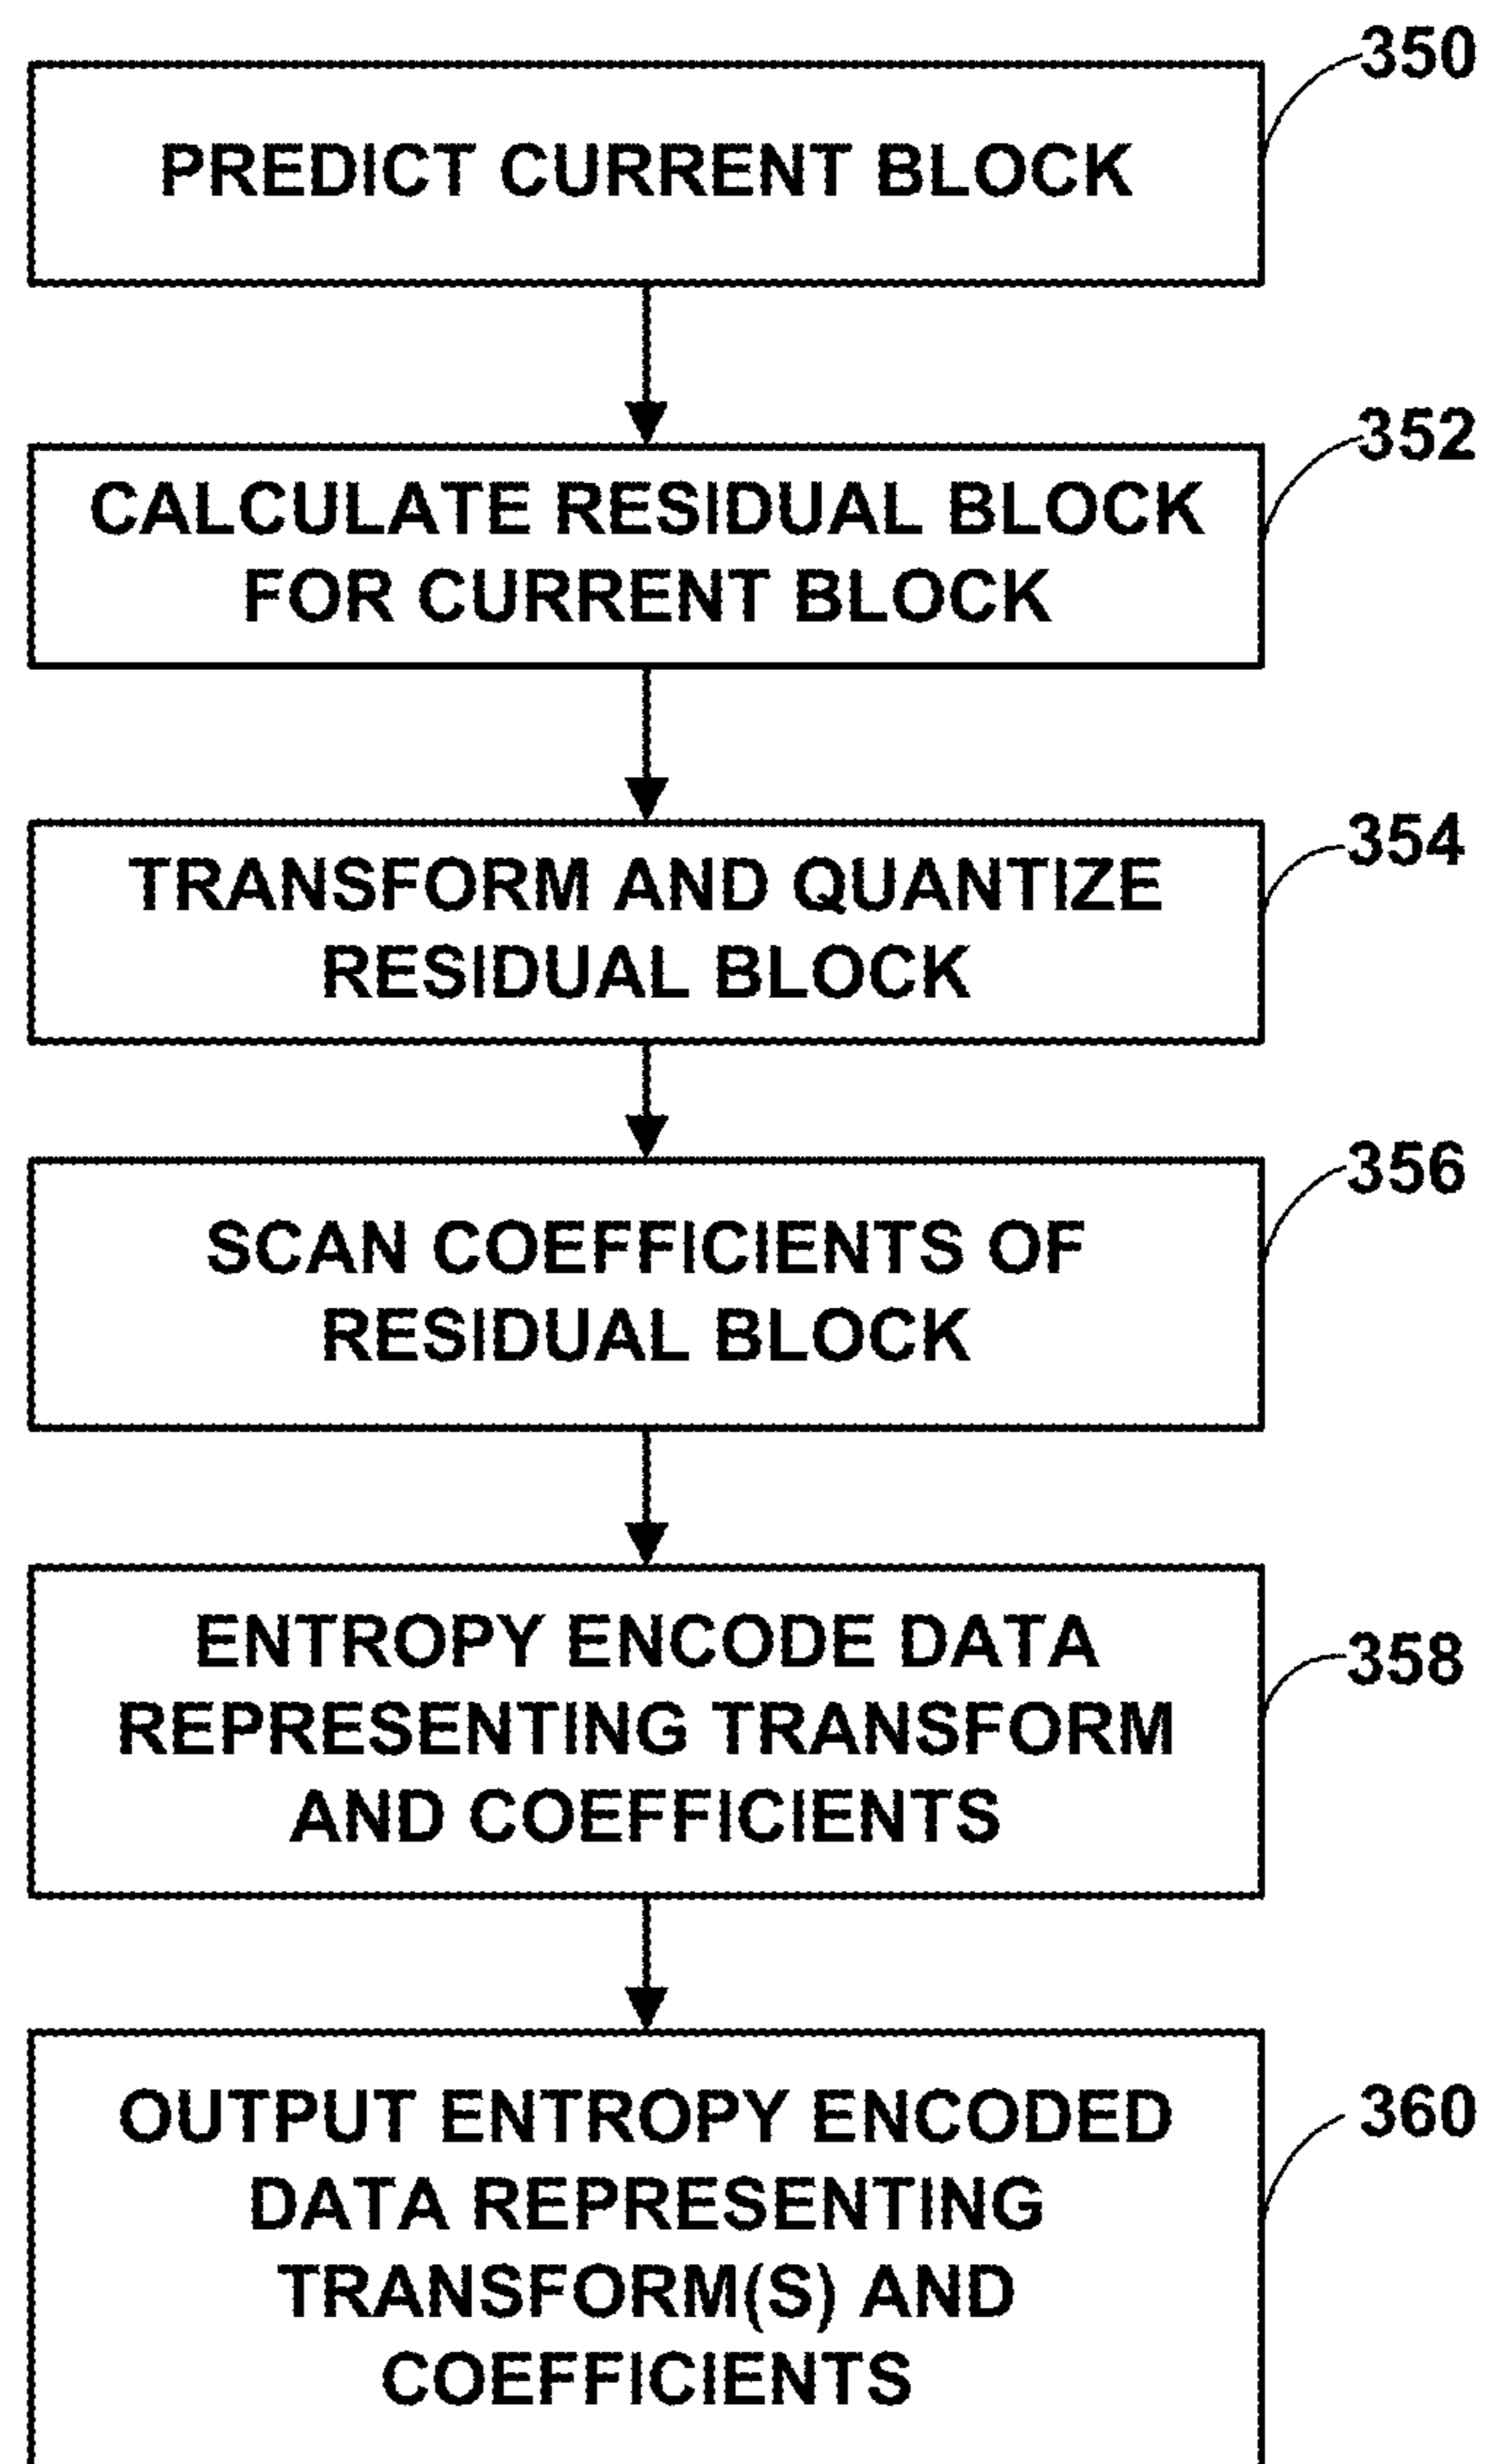 350
PREDICT CURRENT BLOCK
352
CALCULATE RESIDUAL BLOCK
FOR CURRENT BLOCK
354
TRANSFORM AND QUANTIZE
RESIDUAL BLOCK
356
SCAN COEFFICIENTS OF
RESIDUAL BLOCK
358
ENTROPY ENCODE DATA
REPRESENTING TRANSFORM
AND COEFFICIENTS
360
OUTPUT ENTROPY ENCODED
DATA REPRESENTING
TRANSFORM(S) AND
COEFFICIENTS